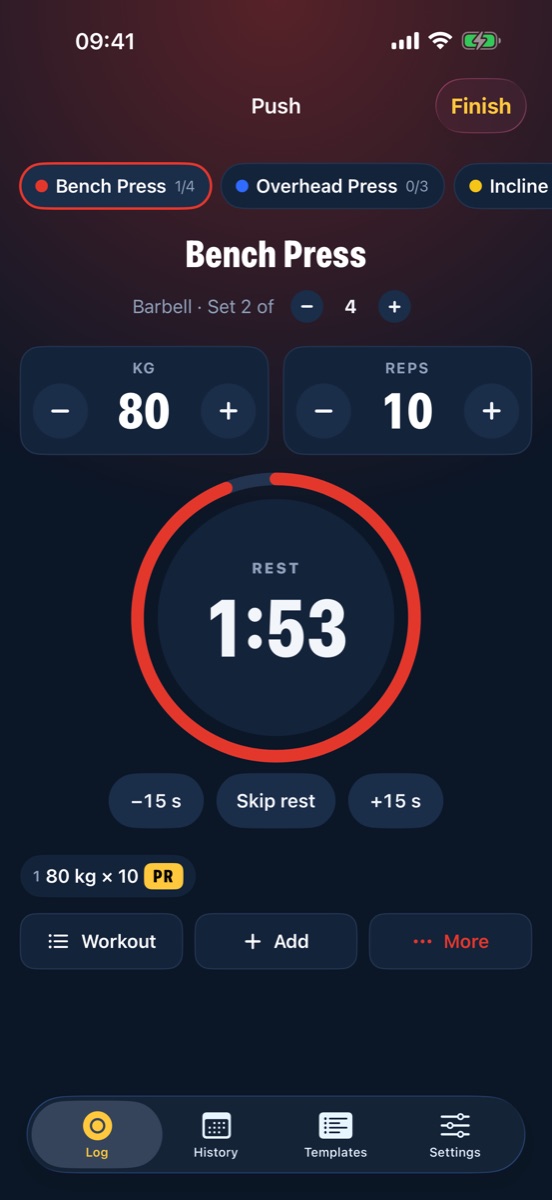 09:41
Push
Finish
Bench Press 1/4
Overhead Press 0/3
Incline
Bench Press
Barbell · Set 2 of − 4 +
KG
− 80 +
REPS
− 10 +
REST
1:53
−15 s
Skip rest
+15 s
1 80 kg × 10 PR
Workout
+ Add
··· More
Log
History
Templates
Settings